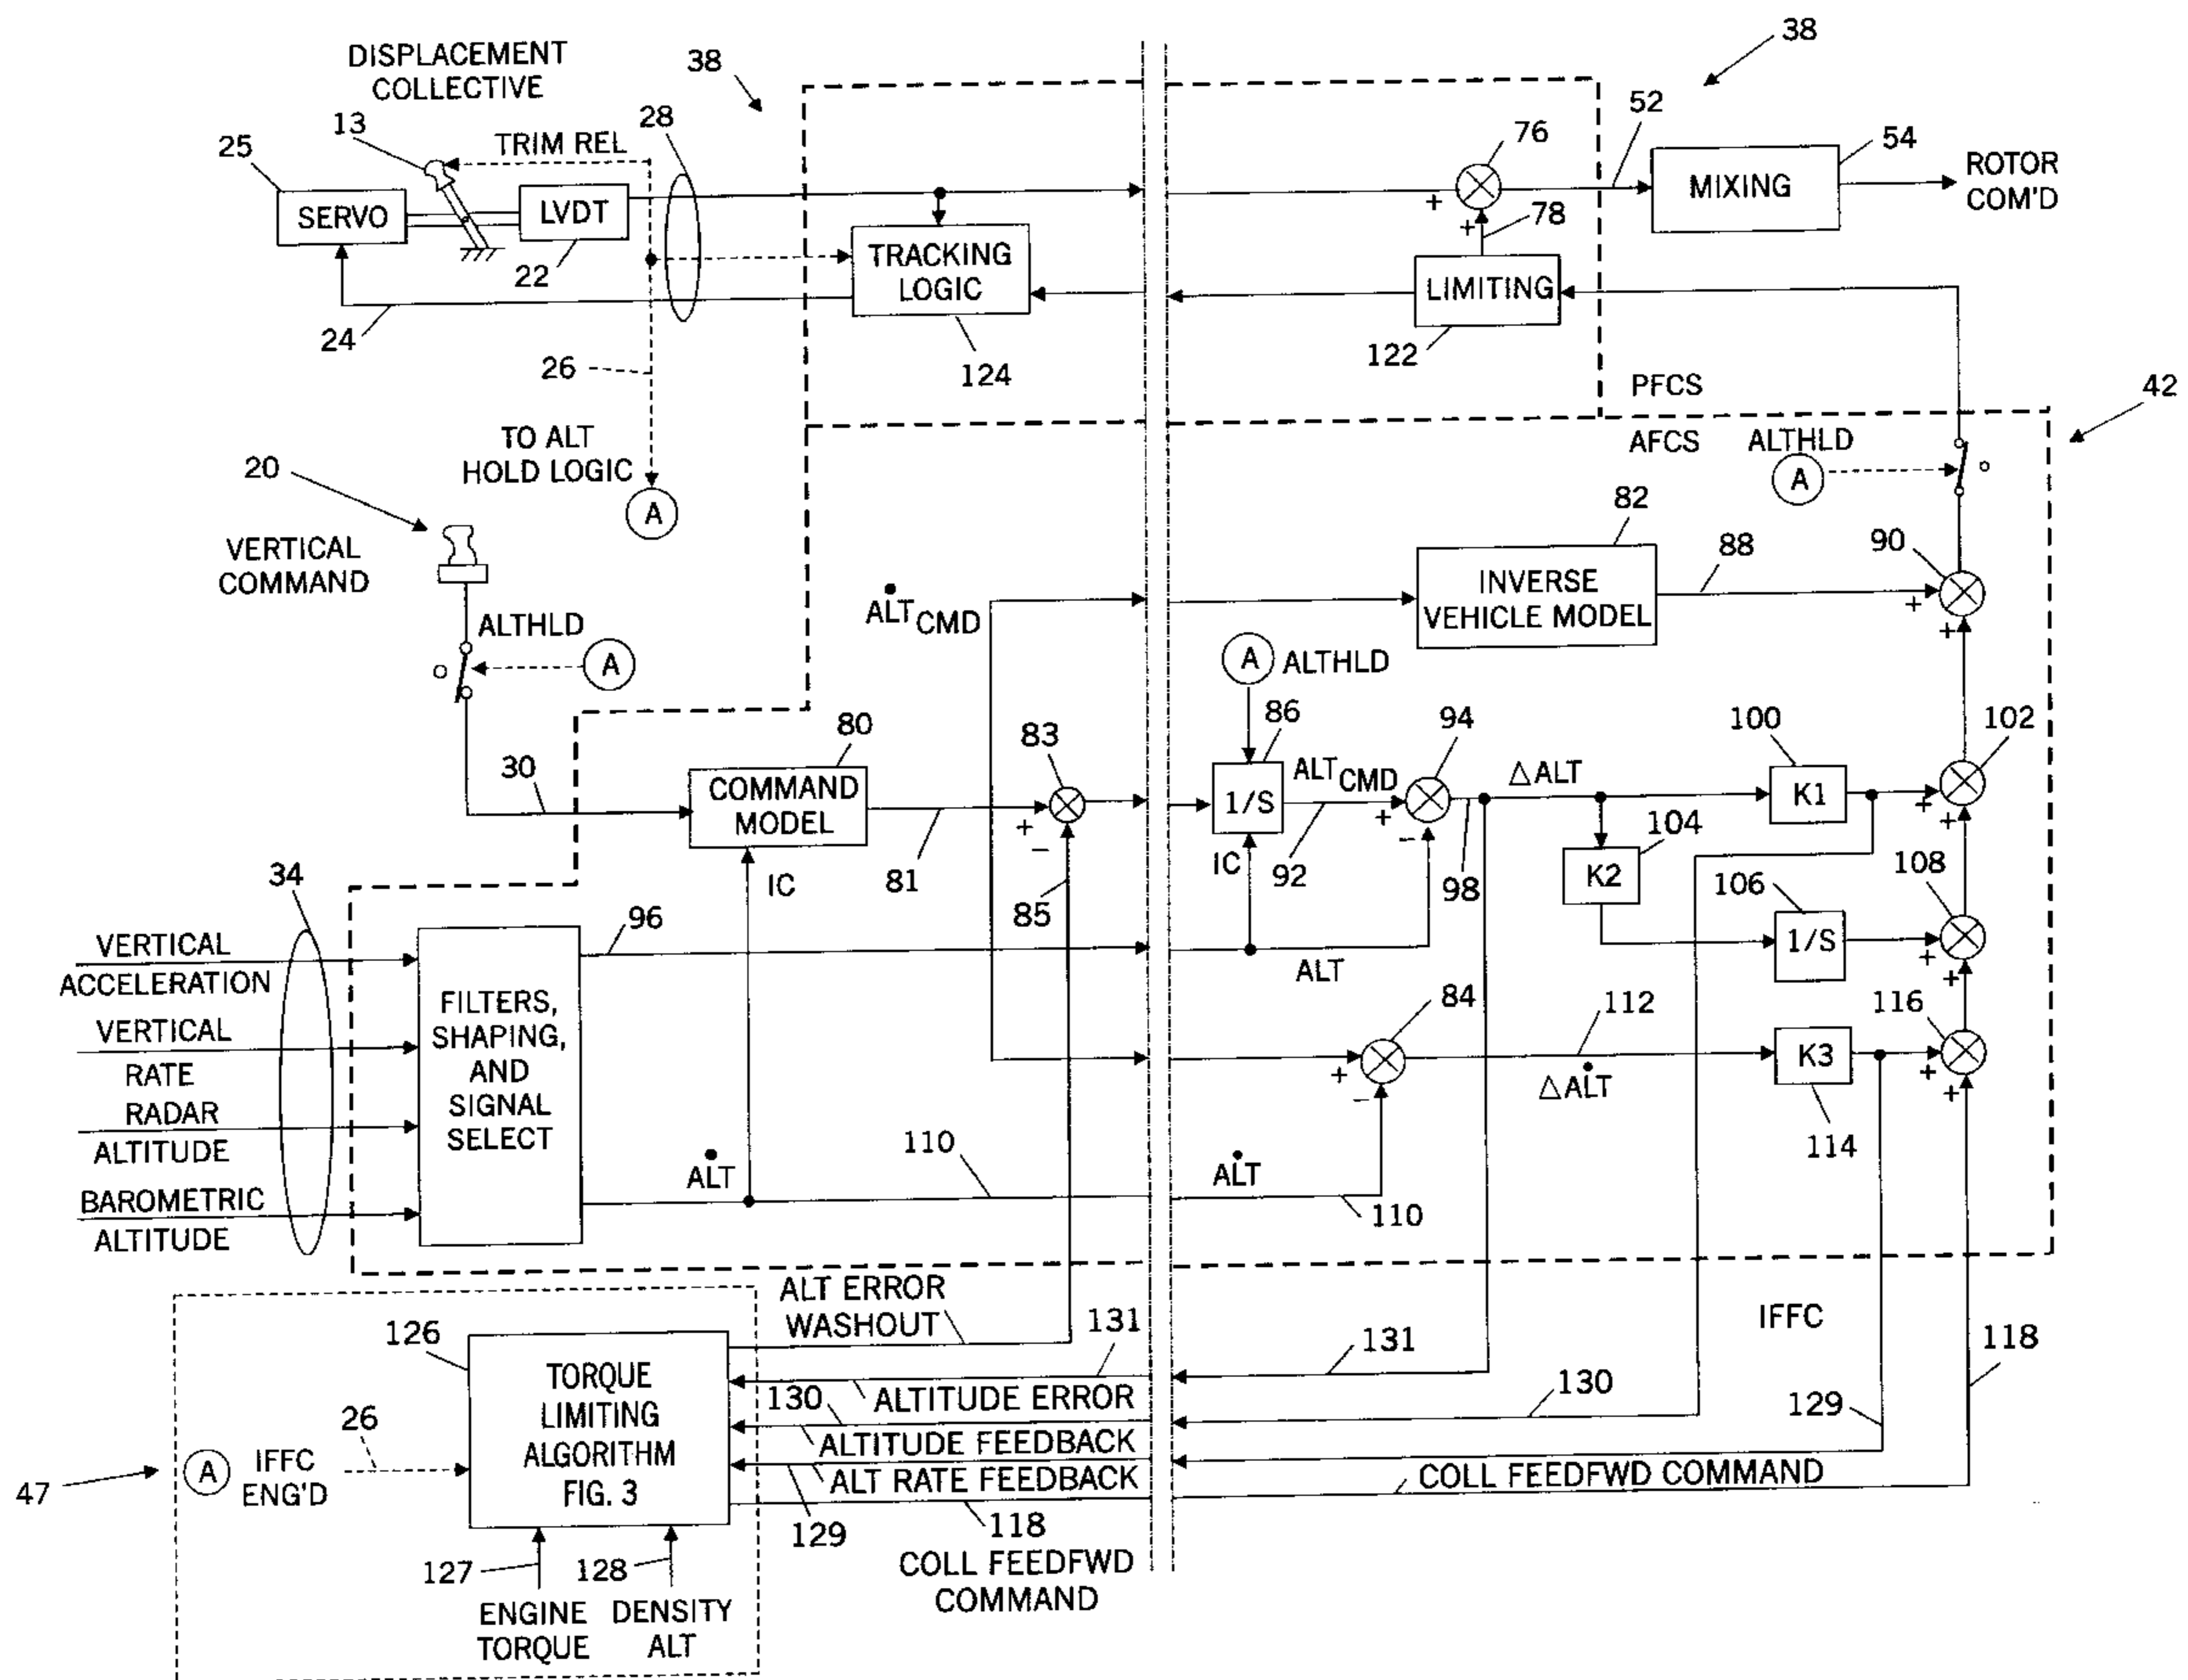 DISPLACEMENT
COLLECTIVE
38
38
25
13
TRIM REL
28
76
52
54
SERVO
LVDT
22
+
+
78
MIXING
ROTOR
COM'D
TRACKING
LOGIC
LIMITING
24
26
124
122
PFCS
42
TO ALT
HOLD LOGIC
A
AFCS
ALTHLD
A
20
VERTICAL
COMMAND
82
88
90
ALTHLD
A
ALT CMD
INVERSE
VEHICLE MODEL
+
+
A
ALTHLD
30
80
83
86
94
100
102
COMMAND
MODEL
81
+
−
1/S
ALT CMD
92
+
−
△ALT
98
K1
+
+
104
K2
IC
IC
85
34
96
106
108
1/S
+
+
VERTICAL
ACCELERATION
VERTICAL
RATE
RADAR
ALTITUDE
BAROMETRIC
ALTITUDE
FILTERS,
SHAPING,
AND
SIGNAL
SELECT
ALT
84
112
116
+
−
△ALT
K3
114
+
+
ALT
110
ALT
110
ALT ERROR
WASHOUT
IFFC
126
131
131
118
TORQUE
LIMITING
ALGORITHM
FIG. 3
ALTITUDE ERROR
130
130
129
ALTITUDE FEEDBACK
ALT RATE FEEDBACK
COLL FEEDFWD COMMAND
47
A
IFFC
ENG'D
26
129
118
COLL FEEDFWD
COMMAND
127
128
ENGINE
TORQUE
DENSITY
ALT